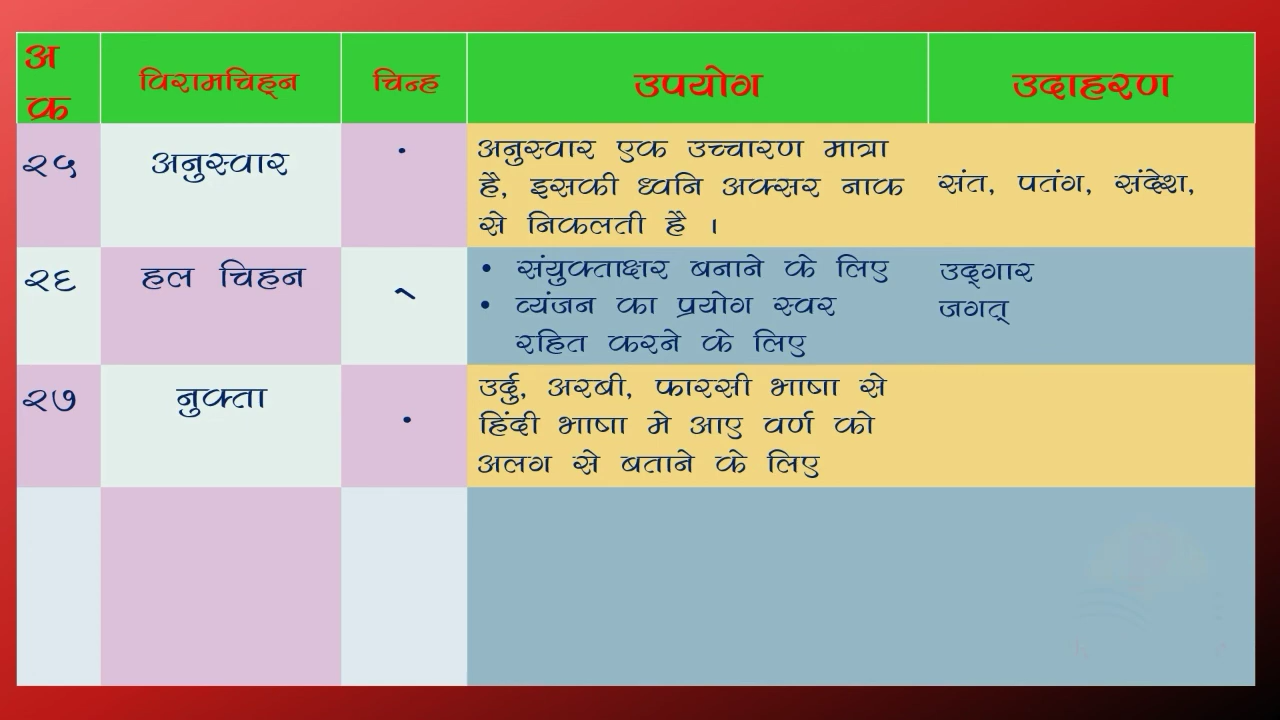 अ क्र विरामचिह्न चिन्ह उपयोग उदाहरण
२५ अनुस्वार ं अनुस्वार एक उच्चारण मात्रा
है, इसकी ध्वनि अक्सर नाक
से निकलती है ।
संत, पतंग, संदेश,
२६ हल चिहन ् • संयुक्ताक्षर बनाने के लिए
• व्यंजन का प्रयोग स्वर
रहित करने के लिए
उद्‌गार
जगत्
२७ नुक्ता . उर्दु, अरबी, फारसी भाषा से
हिंदी भाषा मे आए वर्ण को
अलग से बताने के लिए